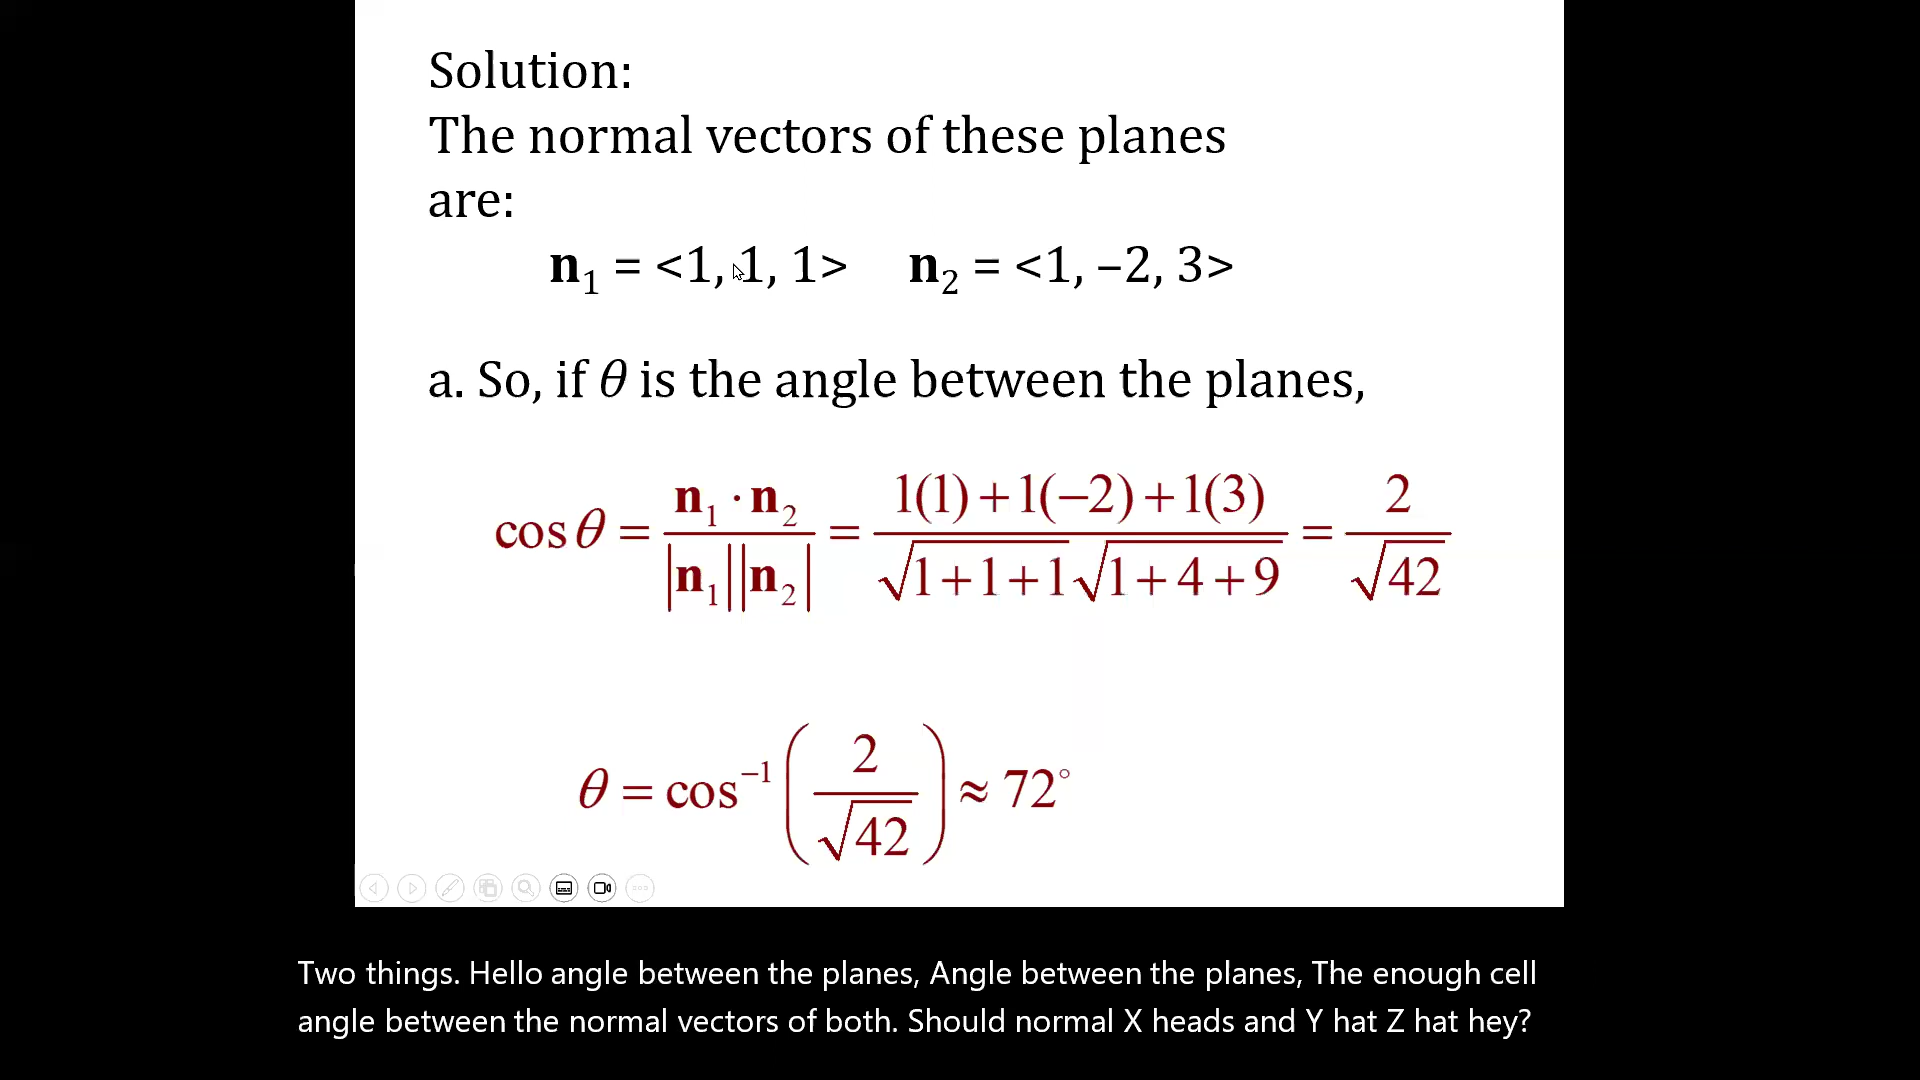 Solution:
The normal vectors of these planes
are:
n₁ = <1, 1, 1> n₂ = <1, –2, 3>
a. So, if θ is the angle between the planes,
cos θ = (n₁ · n₂) / (|n₁||n₂|) = (1(1) + 1(−2) + 1(3)) / (√(1+1+1) √(1+4+9)) = 2 / √42
θ = cos⁻¹ (2 / √42) ≈ 72°
Two things. Hello angle between the planes, Angle between the planes, The enough cell
angle between the normal vectors of both. Should normal X heads and Y hat Z hat hey?